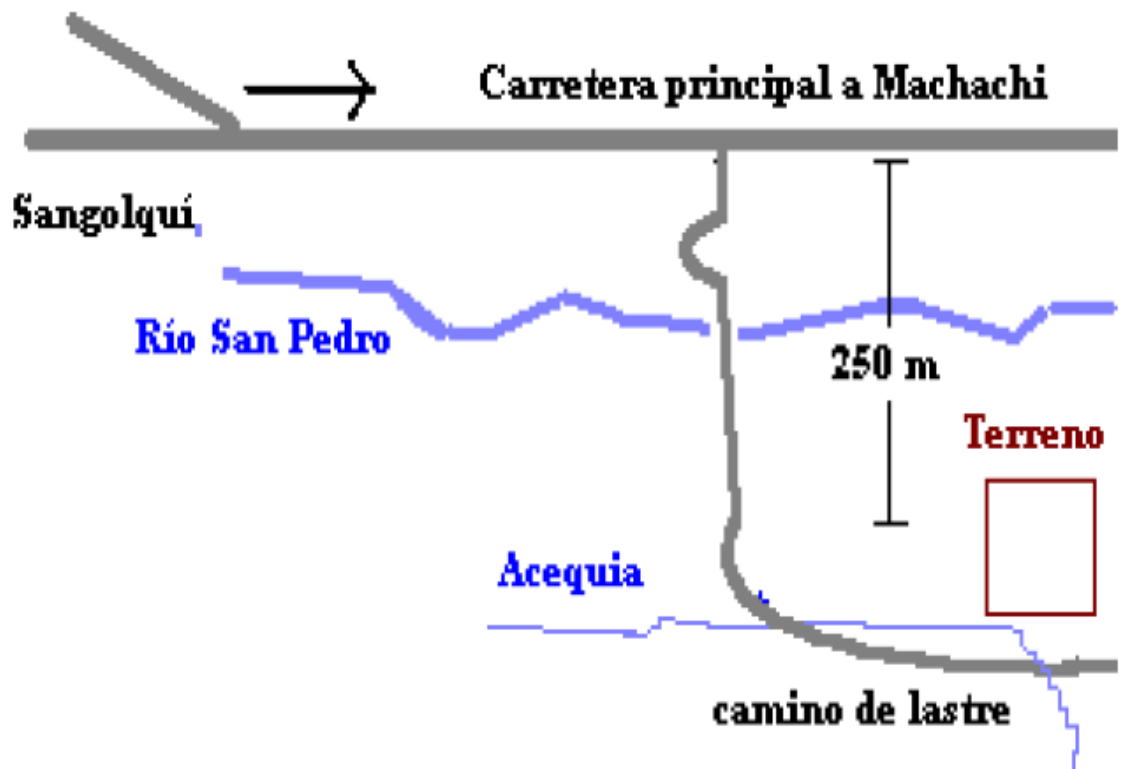 Carretera principal a Machachi
Sangolquí
Río San Pedro
250 m
Terreno
Acequia
camino de lastre